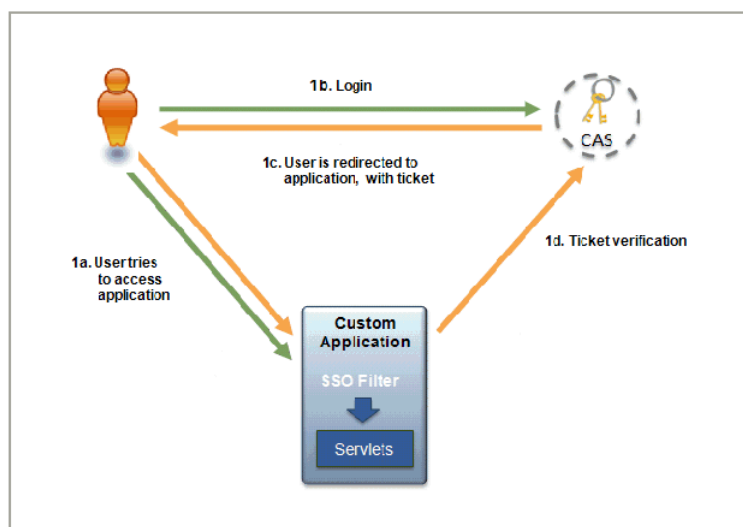 1b. Login
CAS
1c. User is redirected to
application, with ticket
1d. Ticket verification
1a. User tries
to access
application
Custom
Application
SSO Filter
Servlets